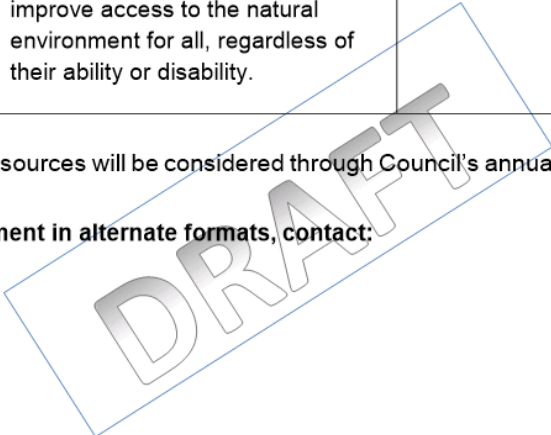 improve access to the natural
environment for all, regardless of
their ability or disability.
sources will be considered through Council's annua
ment in alternate formats, contact:
DRAFT